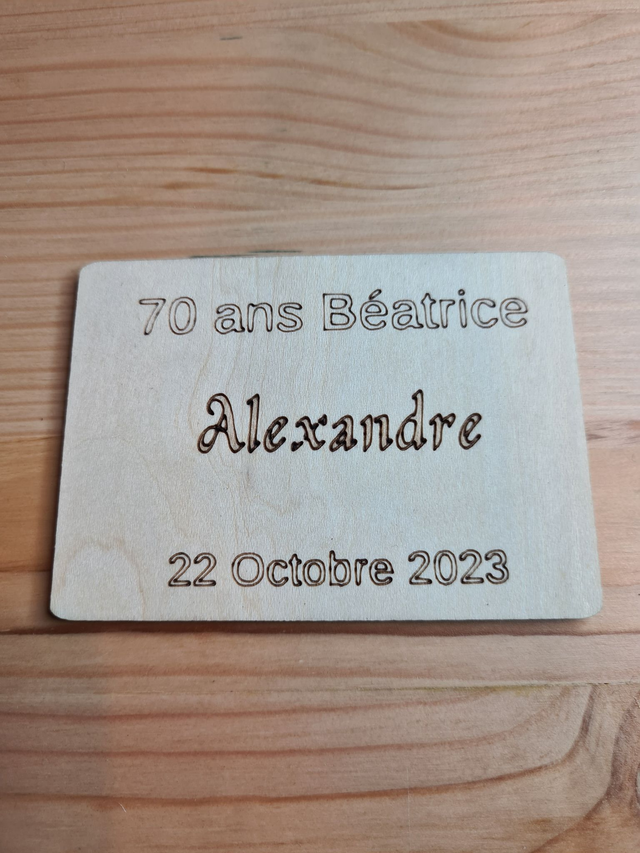 70 ans Béatrice
Alexandre
22 Octobre 2023